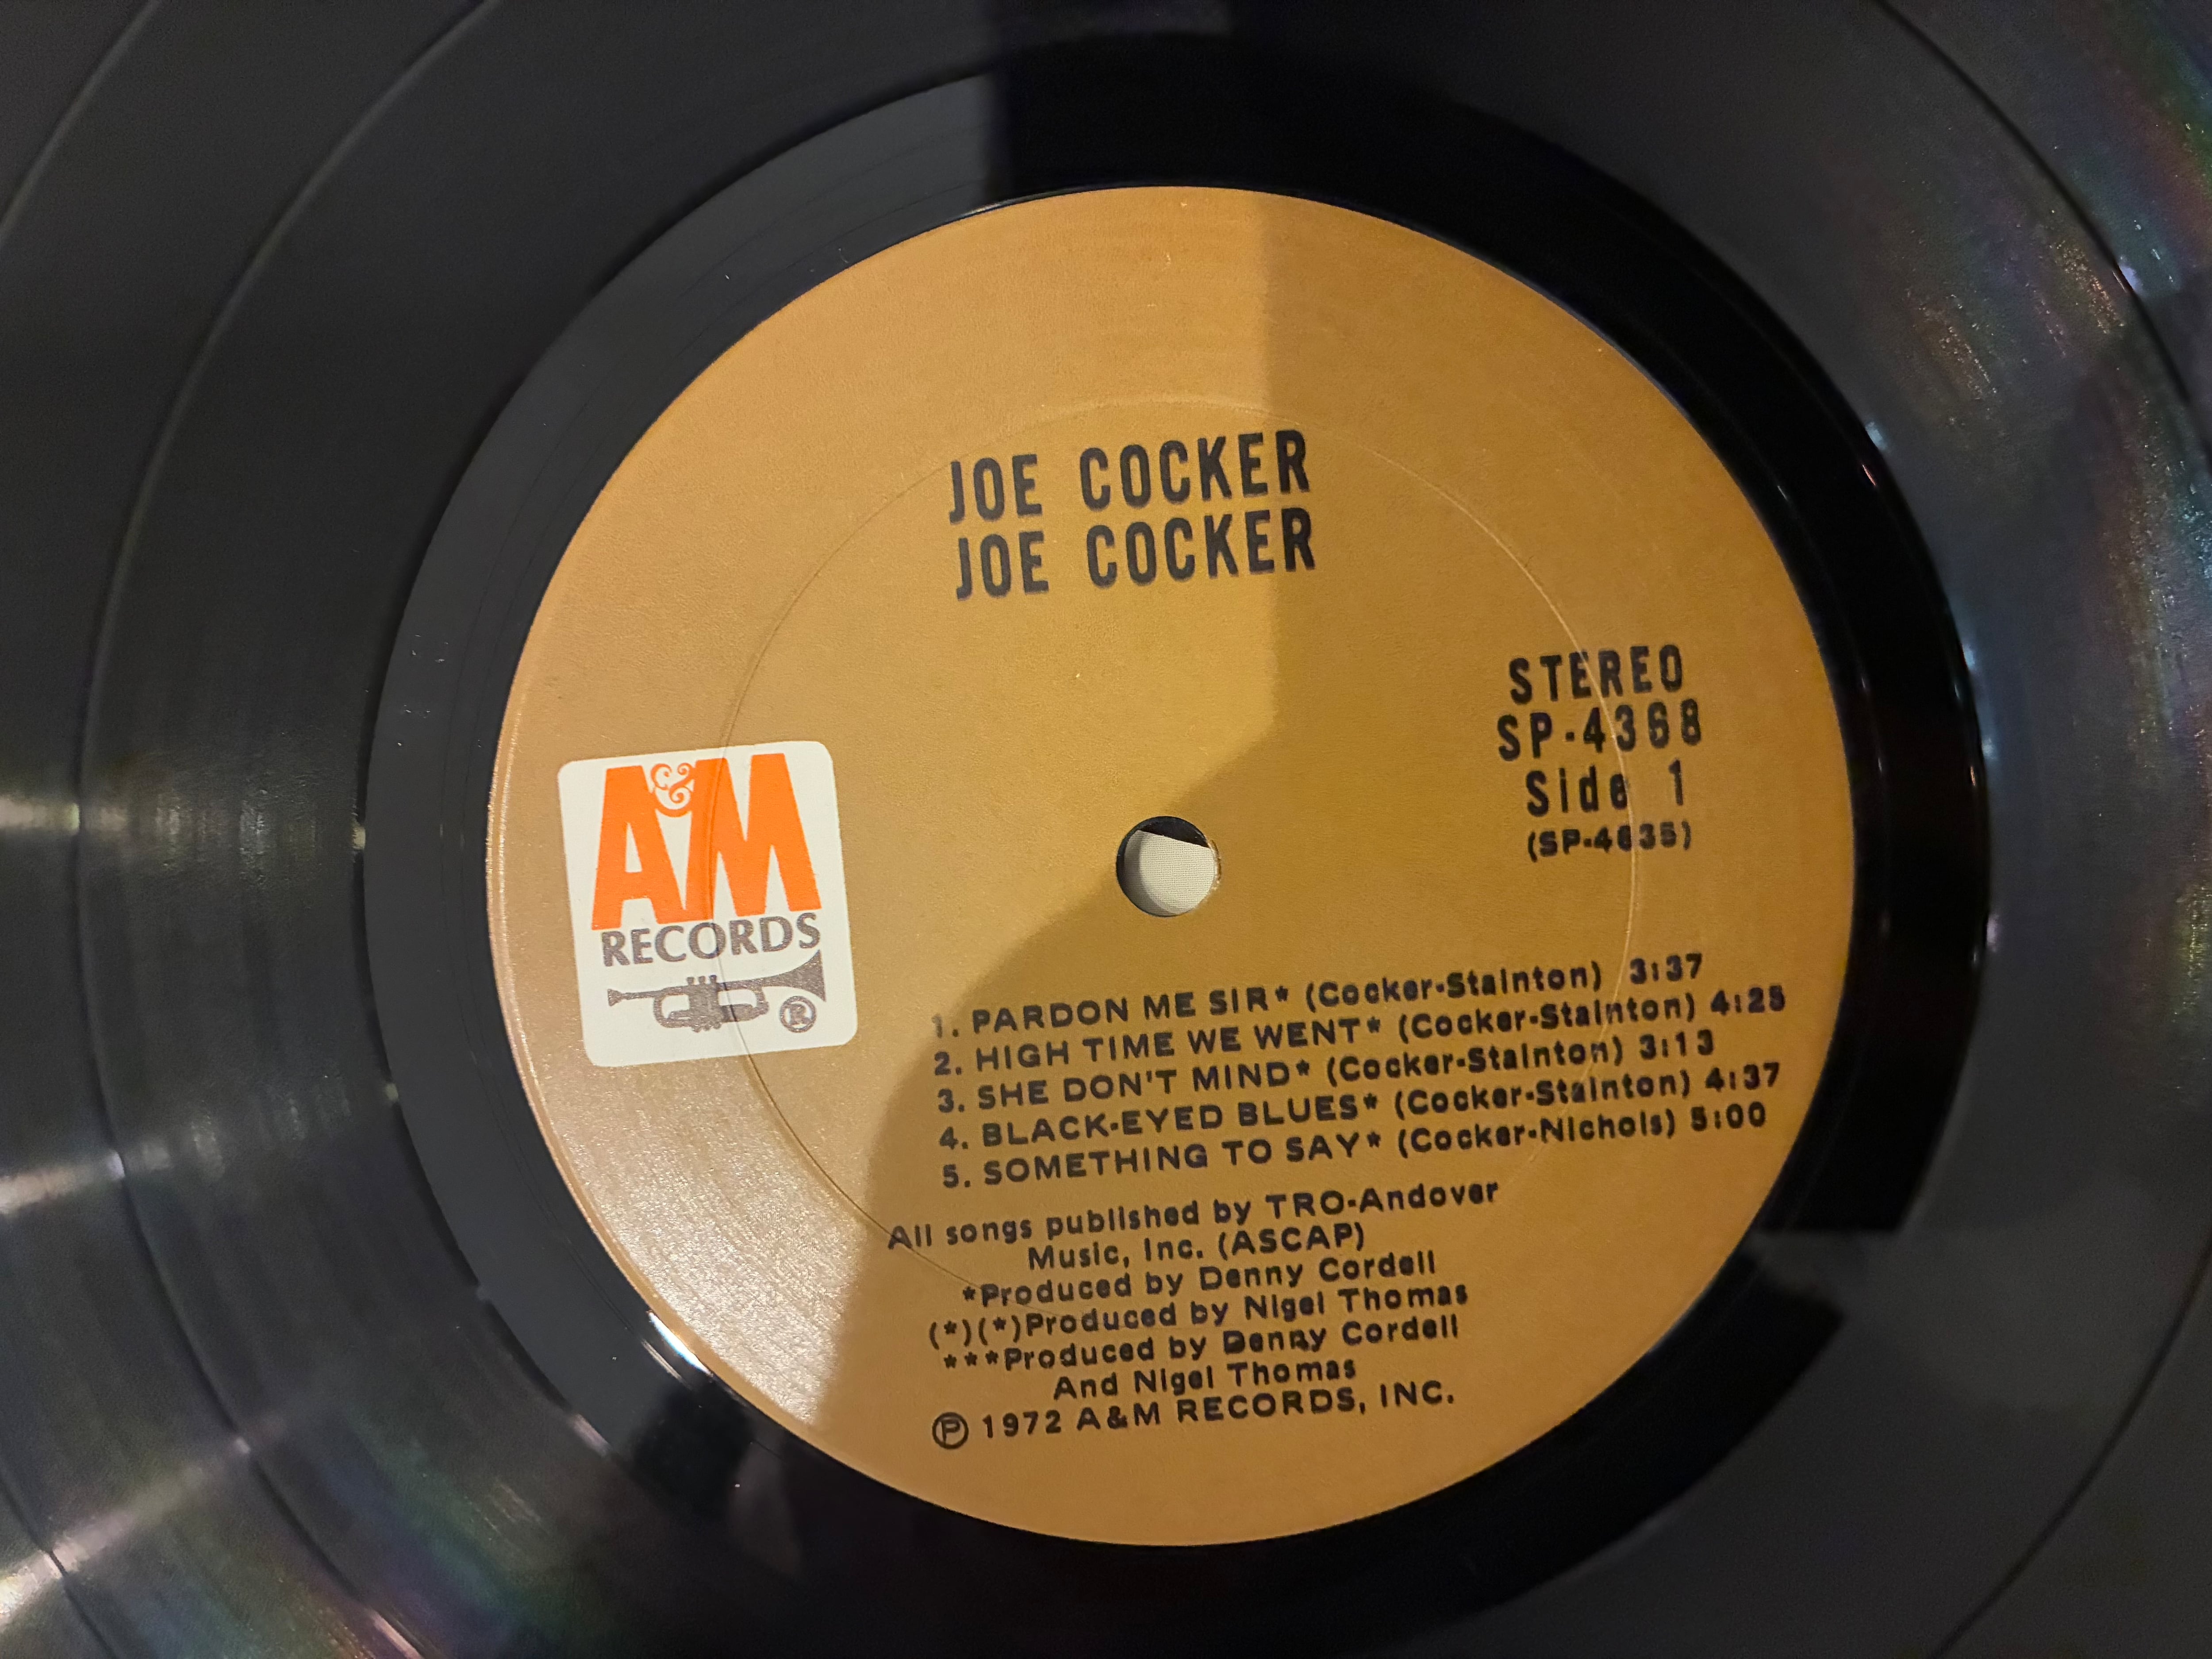 JOE COCKER
JOE COCKER
STEREO
SP-4368
Side 1
(SP-4635)
A&M
RECORDS
®
1. PARDON ME SIR* (Cocker-Stainton) 3:37
2. HIGH TIME WE WENT* (Cocker-Stainton) 4:25
3. SHE DON'T MIND* (Cocker-Stainton) 3:13
4. BLACK-EYED BLUES* (Cocker-Stainton) 4:37
5. SOMETHING TO SAY* (Cocker-Nichols) 5:00
All songs published by TRO-Andover
Music, Inc. (ASCAP)
*Produced by Denny Cordell
(*)(*)Produced by Nigel Thomas
***Produced by Denny Cordell
And Nigel Thomas
℗ 1972 A&M RECORDS, INC.